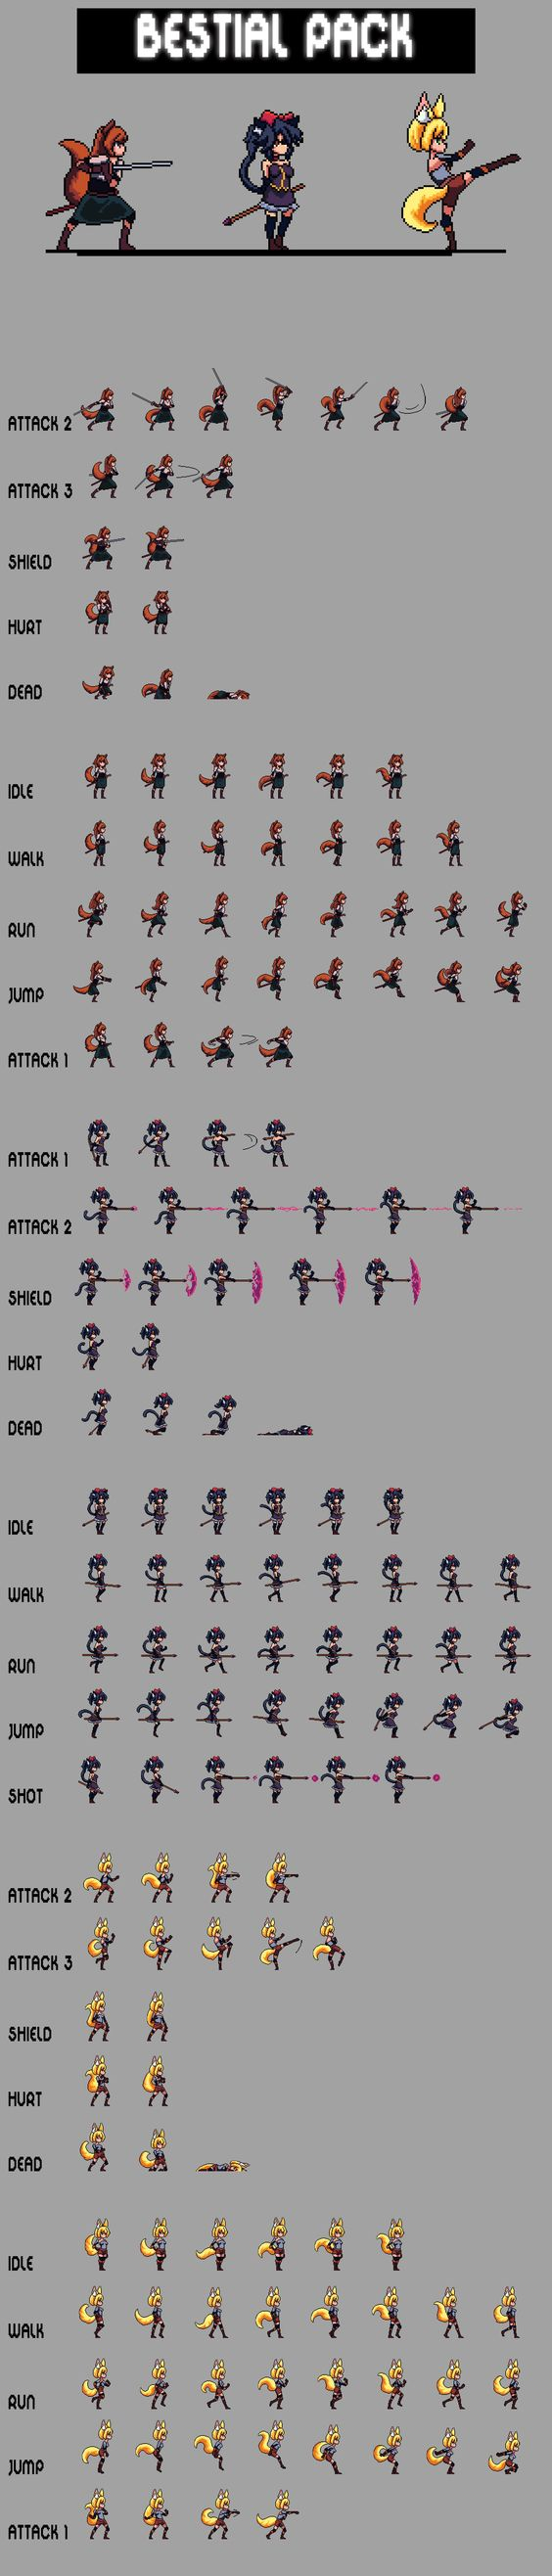 BESTIAL PACK
ATTACK 2
ATTACK 3
SHIELD
HURT
DEAD
IDLE
WALK
RUN
JUMP
ATTACK 1
ATTACK 1
ATTACK 2
SHIELD
HURT
DEAD
IDLE
WALK
RUN
JUMP
SHOT
ATTACK 2
ATTACK 3
SHIELD
HURT
DEAD
IDLE
WALK
RUN
JUMP
ATTACK 1